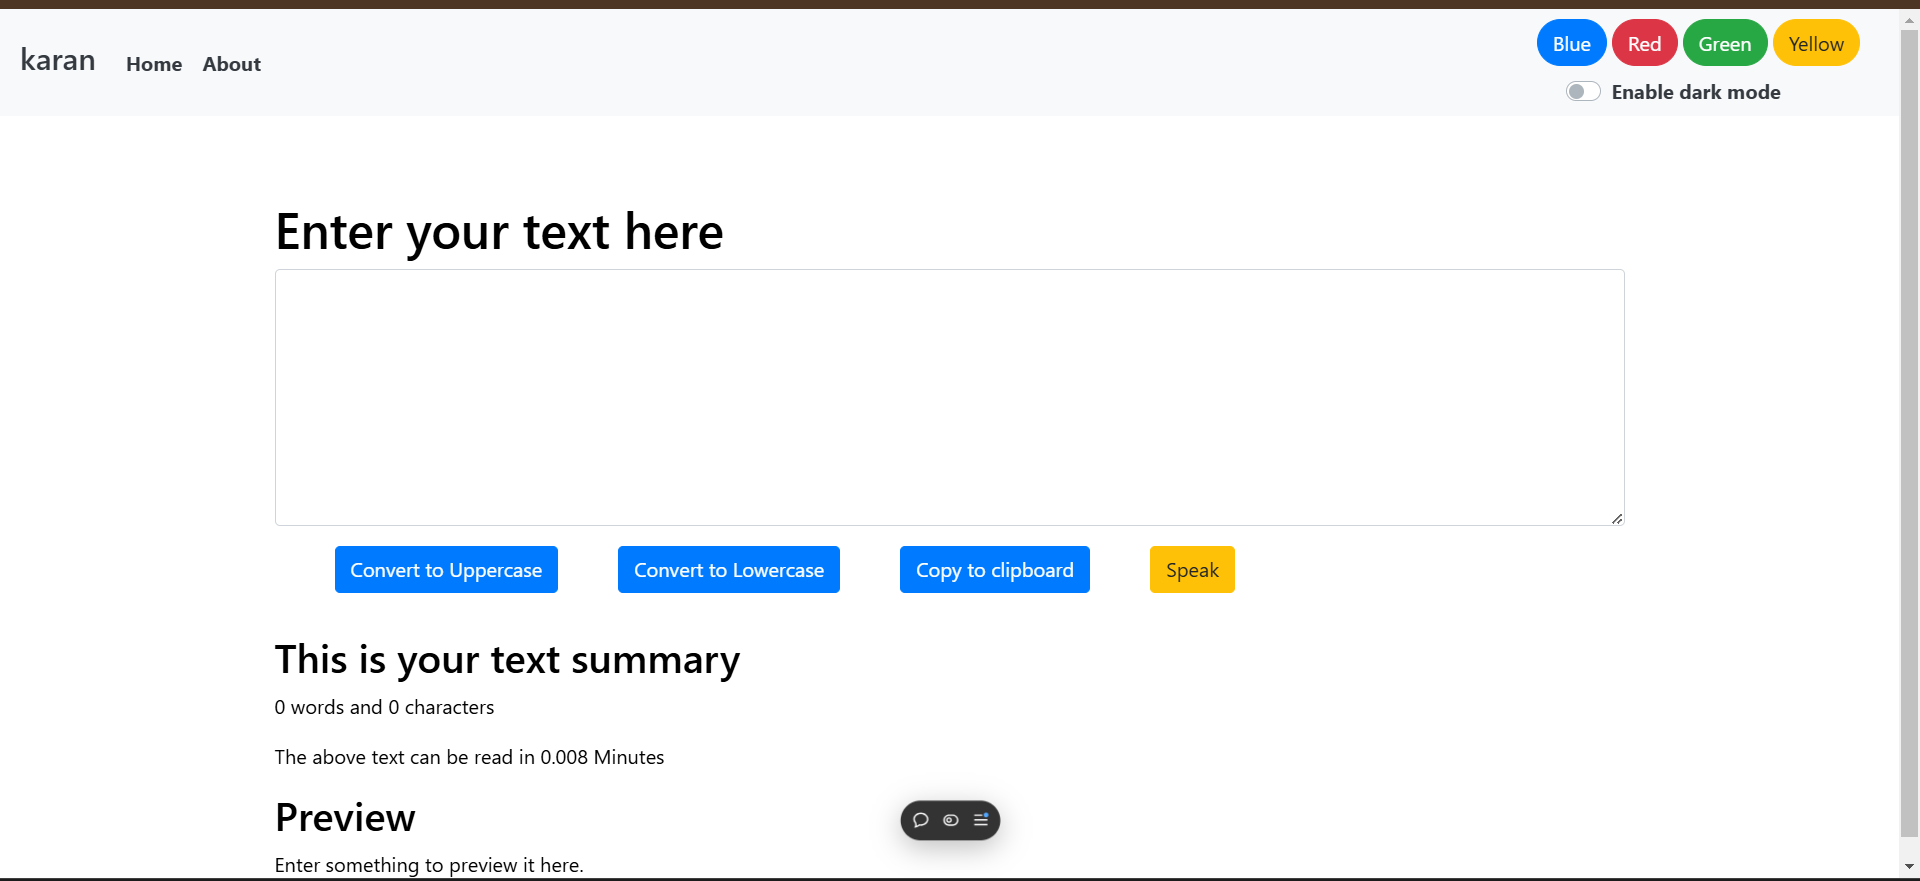 karan Home About Blue Red Green Yellow
Enable dark mode
Enter your text here
Convert to Uppercase Convert to Lowercase Copy to clipboard Speak
This is your text summary
0 words and 0 characters
The above text can be read in 0.008 Minutes
Preview
Enter something to preview it here.